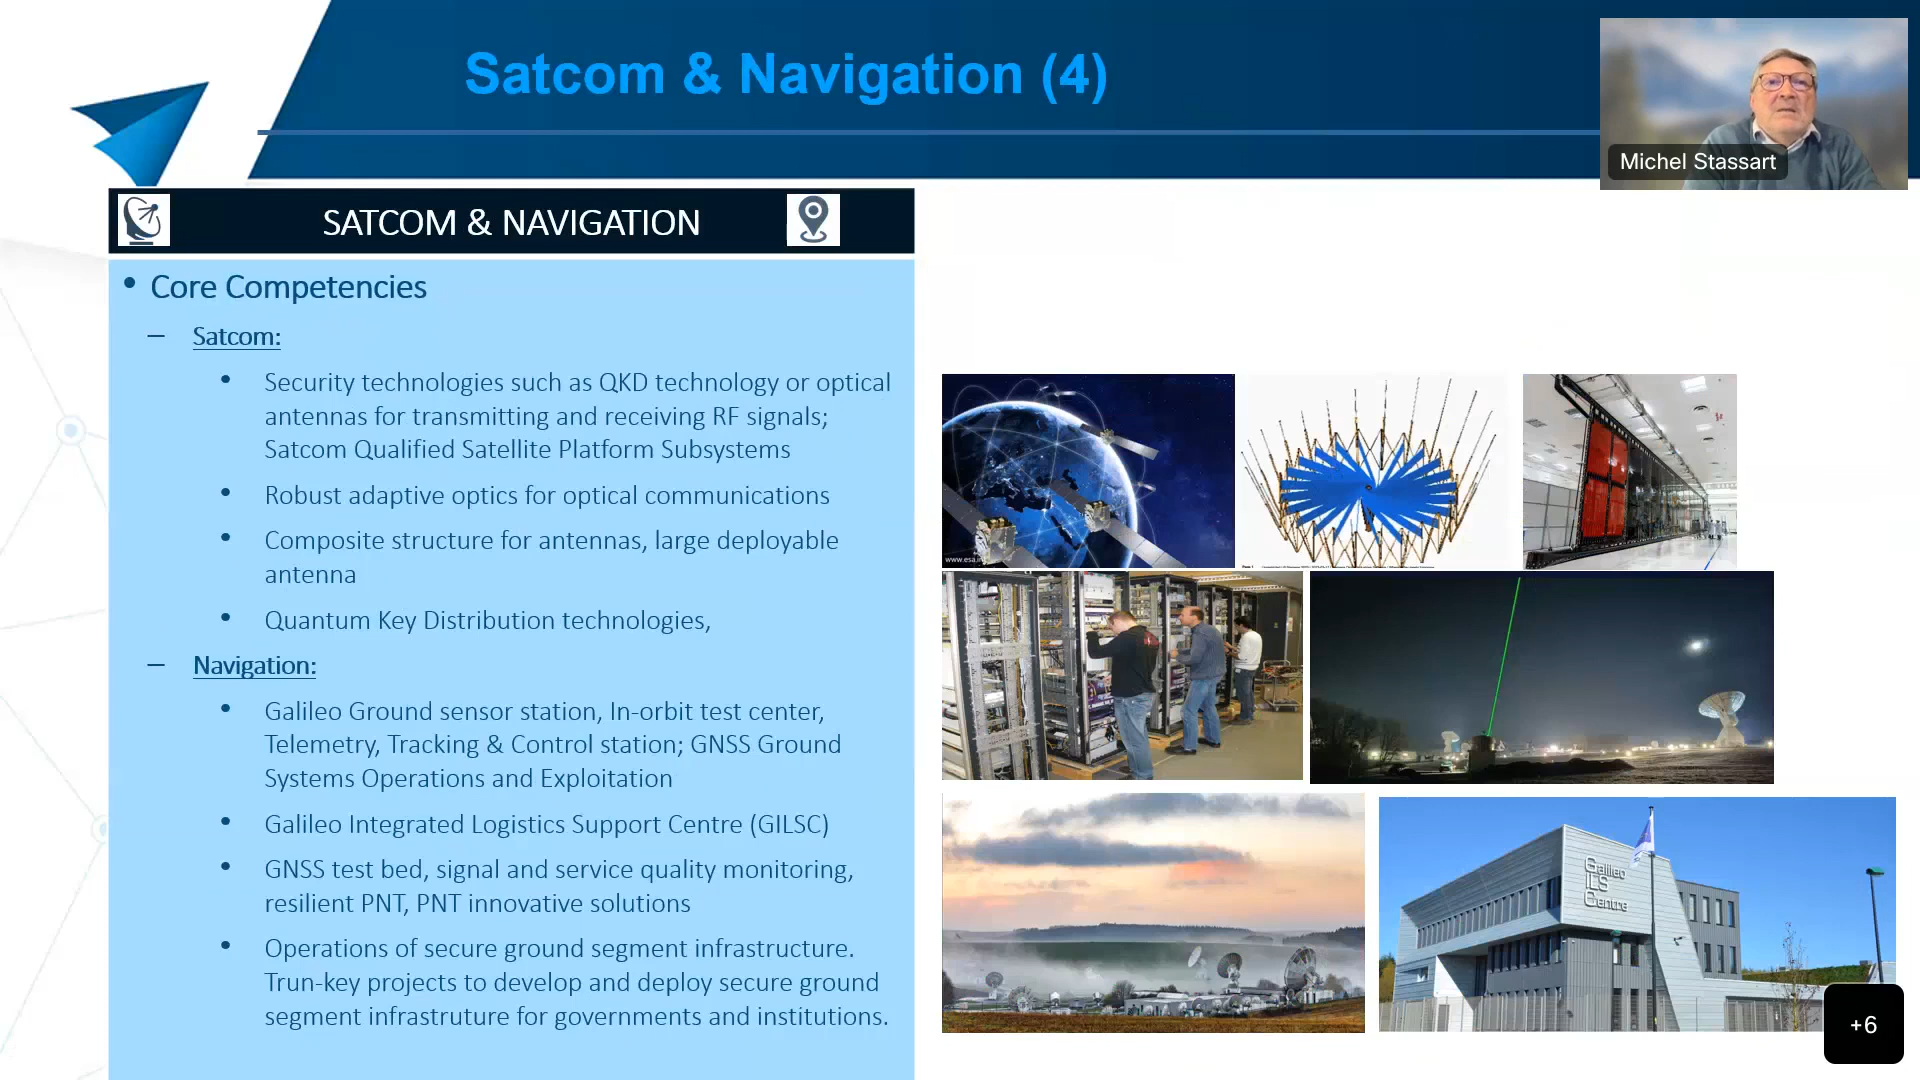 Satcom & Navigation (4)
Michel Stassart
SATCOM & NAVIGATION
• Core Competencies
– Satcom:
• Security technologies such as QKD technology or optical
antennas for transmitting and receiving RF signals;
Satcom Qualified Satellite Platform Subsystems
• Robust adaptive optics for optical communications
• Composite structure for antennas, large deployable
antenna
• Quantum Key Distribution technologies,
– Navigation:
• Galileo Ground sensor station, In-orbit test center,
Telemetry, Tracking & Control station; GNSS Ground
Systems Operations and Exploitation
• Galileo Integrated Logistics Support Centre (GILSC)
• GNSS test bed, signal and service quality monitoring,
resilient PNT, PNT innovative solutions
• Operations of secure ground segment infrastructure.
Trun-key projects to develop and deploy secure ground
segment infrastruture for governments and institutions.
Galileo
ILS
Centre
+6